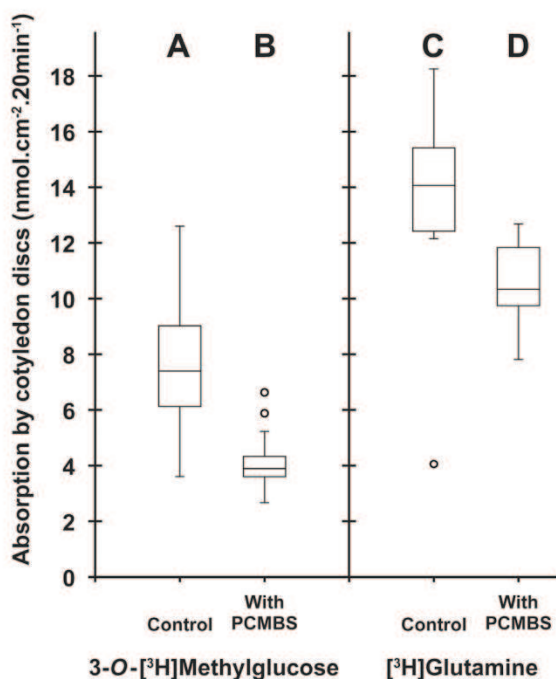 Absorption by cotyledon discs (nmol.cm⁻².20min⁻¹)
A B C D
18
16
14
12
10
8
6
4
2
0
Control With PCMBS Control With PCMBS
3-O-[³H]Methylglucose [³H]Glutamine